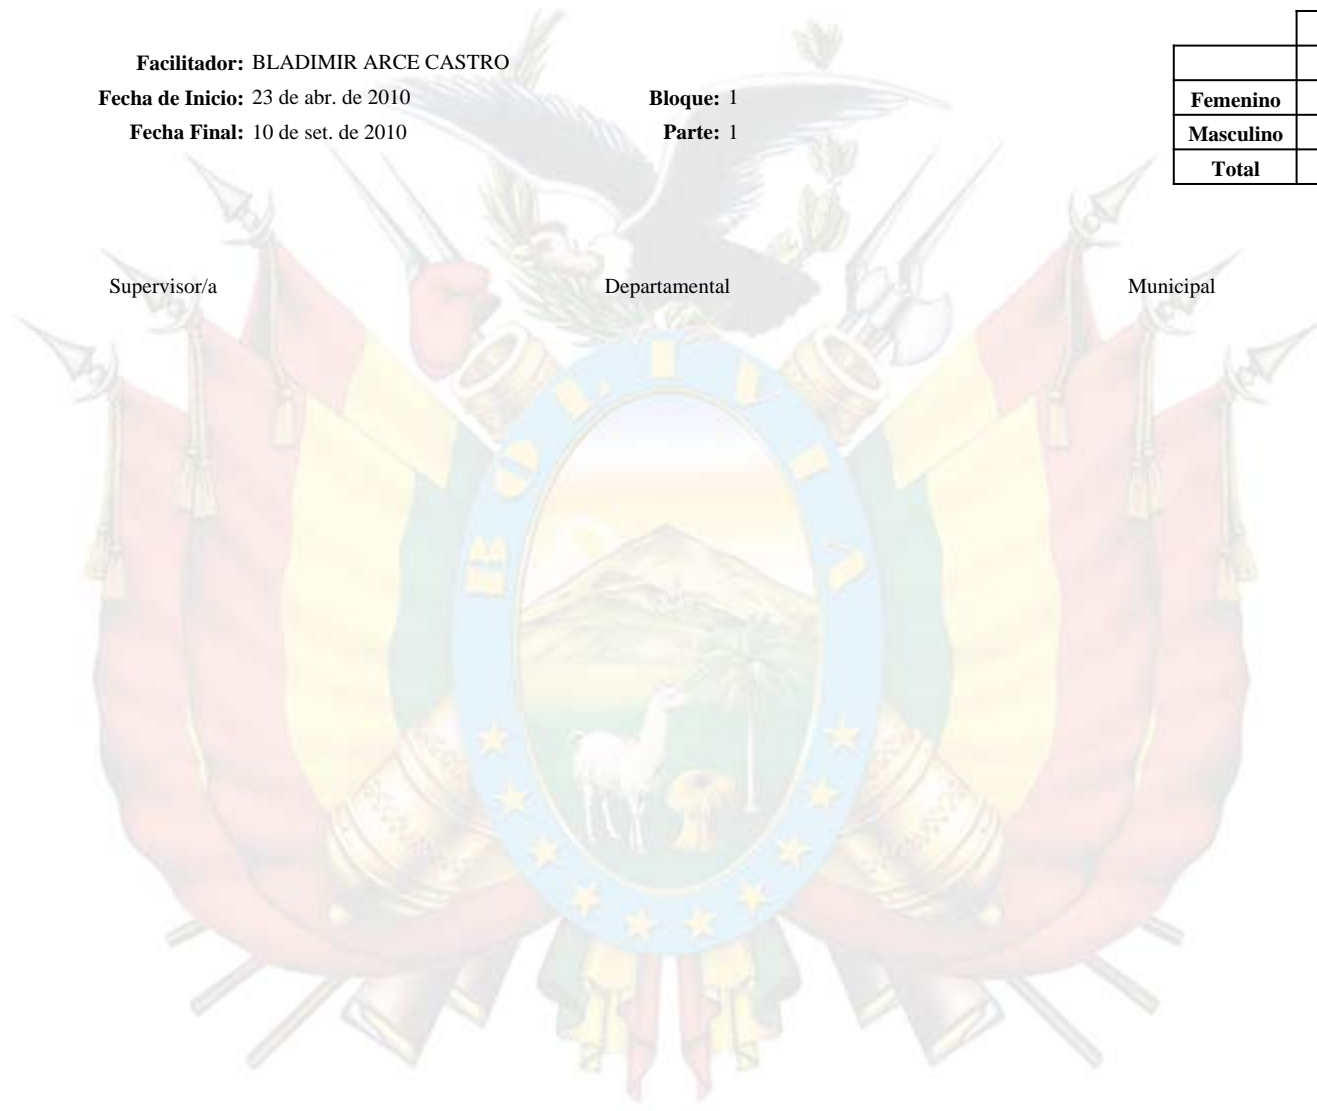 Facilitador: BLADIMIR ARCE CASTRO
Fecha de Inicio: 23 de abr. de 2010 Bloque: 1
Fecha Final: 10 de set. de 2010 Parte: 1
Femenino
Masculino
Total
Supervisor/a Departamental Municipal
BOLIVIA